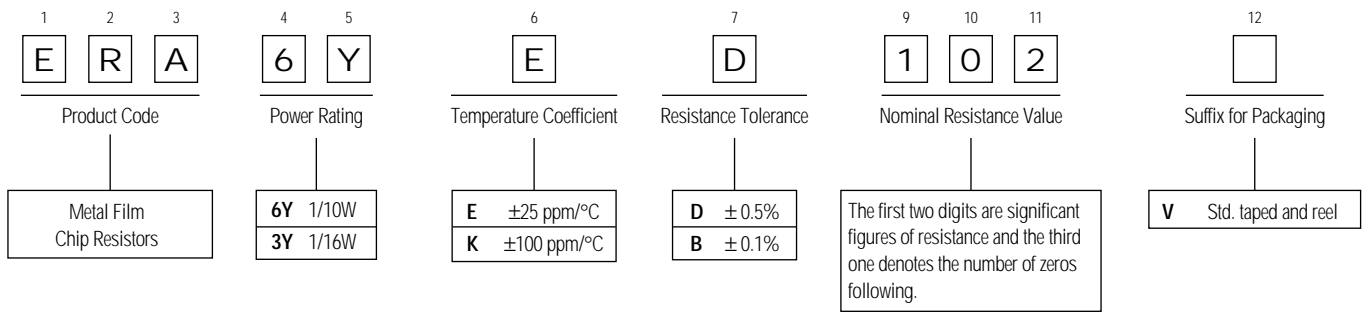 1 2 3 4 5 6 7 9 10 11 12
E R A 6 Y E D 1 0 2
Product Code Power Rating Temperature Coefficient Resistance Tolerance Nominal Resistance Value Suffix for Packaging
Metal Film
Chip Resistors
6Y 1/10W
3Y 1/16W
E ±25 ppm/°C
K ±100 ppm/°C
D ± 0.5%
B ± 0.1%
The first two digits are significant
figures of resistance and the third
one denotes the number of zeros
following.
V Std. taped and reel